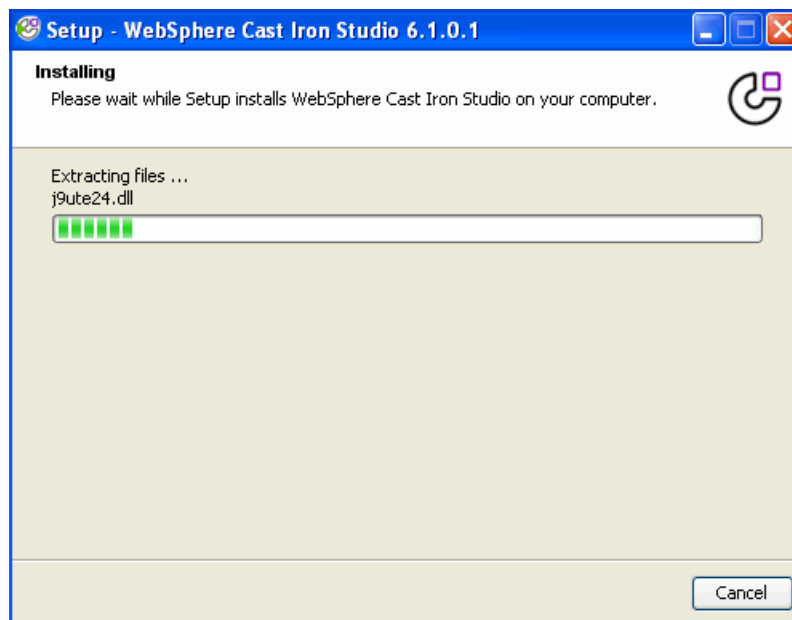 Setup - WebSphere Cast Iron Studio 6.1.0.1
Installing
Please wait while Setup installs WebSphere Cast Iron Studio on your computer.
Extracting files ...
j9ute24.dll
Cancel